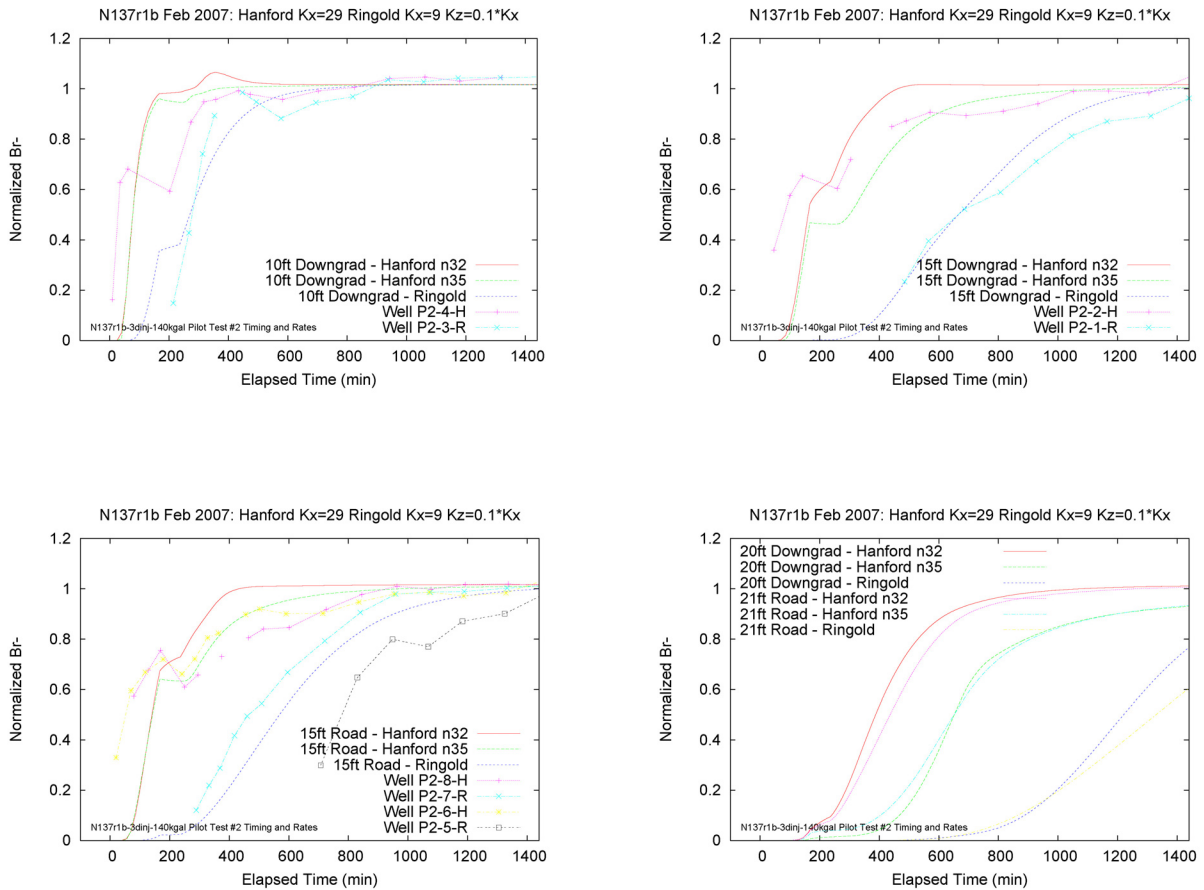 N137r1b Feb 2007: Hanford Kx=29 Ringold Kx=9 Kz=0.1*Kx
1.2
1
0.8
0.6
0.4
0.2
0
Normalized Br-
10ft Downgrad - Hanford n32
10ft Downgrad - Hanford n35
10ft Downgrad - Ringold
Well P2-4-H
Well P2-3-R
N137r1b-3dinj-140kgal Pilot Test #2 Timing and Rates
0 200 400 600 800 1000 1200 1400
Elapsed Time (min)
N137r1b Feb 2007: Hanford Kx=29 Ringold Kx=9 Kz=0.1*Kx
1.2
1
0.8
0.6
0.4
0.2
0
Normalized Br-
15ft Downgrad - Hanford n32
15ft Downgrad - Hanford n35
15ft Downgrad - Ringold
Well P2-2-H
Well P2-1-R
N137r1b-3dinj-140kgal Pilot Test #2 Timing and Rates
0 200 400 600 800 1000 1200 1400
Elapsed Time (min)
N137r1b Feb 2007: Hanford Kx=29 Ringold Kx=9 Kz=0.1*Kx
1.2
1
0.8
0.6
0.4
0.2
0
Normalized Br-
15ft Road - Hanford n32
15ft Road - Hanford n35
15ft Road - Ringold
Well P2-8-H
Well P2-7-R
Well P2-6-H
Well P2-5-R
N137r1b-3dinj-140kgal Pilot Test #2 Timing and Rates
0 200 400 600 800 1000 1200 1400
Elapsed Time (min)
N137r1b Feb 2007: Hanford Kx=29 Ringold Kx=9 Kz=0.1*Kx
1.2
1
0.8
0.6
0.4
0.2
0
Normalized Br-
20ft Downgrad - Hanford n32
20ft Downgrad - Hanford n35
20ft Downgrad - Ringold
21ft Road - Hanford n32
21ft Road - Hanford n35
21ft Road - Ringold
N137r1b-3dinj-140kgal Pilot Test #2 Timing and Rates
0 200 400 600 800 1000 1200 1400
Elapsed Time (min)